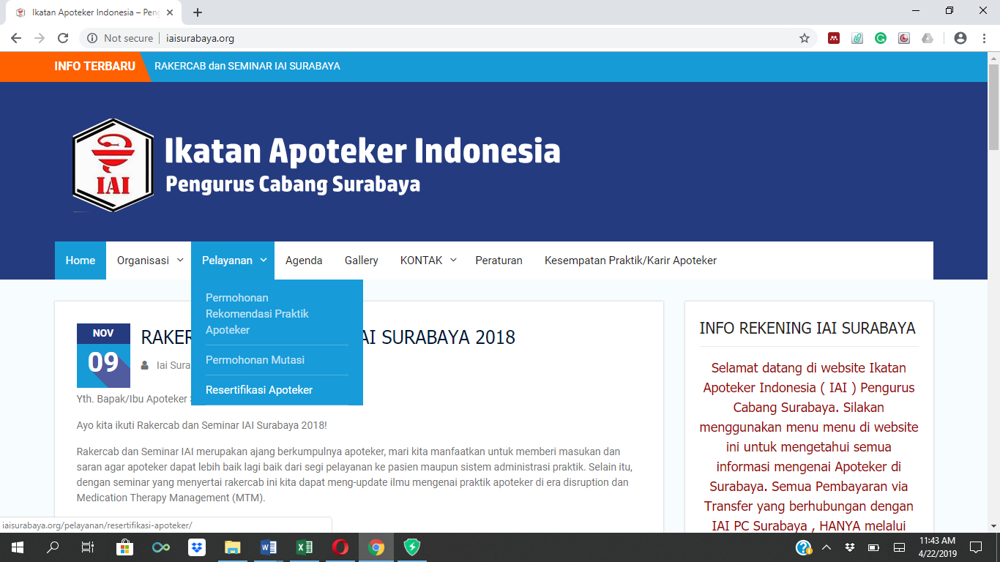 Ikatan Apoteker Indonesia – Peng
Not secure
iaisurabaya.org
INFO TERBARU
RAKERCAB dan SEMINAR IAI SURABAYA
IAI
Ikatan Apoteker Indonesia
Pengurus Cabang Surabaya
Home
Organisasi
Pelayanan
Agenda
Gallery
KONTAK
Peraturan
Kesempatan Praktik/Karir Apoteker
Permohonan
Rekomendasi Praktik
Apoteker
Permohonan Mutasi
Resertifikasi Apoteker
NOV
09
RAKER
AI SURABAYA 2018
Iai Sura
Yth. Bapak/Ibu Apoteker
Ayo kita ikuti Rakercab dan Seminar IAI Surabaya 2018!
Rakercab dan Seminar IAI merupakan ajang berkumpulnya apoteker, mari kita manfaatkan untuk memberi masukan dan
saran agar apoteker dapat lebih baik lagi baik dari segi pelayanan ke pasien maupun sistem administrasi praktik. Selain itu,
dengan seminar yang menyertai rakercab ini kita dapat meng-update ilmu mengenai praktik apoteker di era disruption dan
Medication Therapy Management (MTM).
INFO REKENING IAI SURABAYA
Selamat datang di website Ikatan
Apoteker Indonesia ( IAI ) Pengurus
Cabang Surabaya. Silakan
menggunakan menu menu di website
ini untuk mengetahui semua
informasi mengenai Apoteker di
Surabaya. Semua Pembayaran via
Transfer yang berhubungan dengan
IAI PC Surabaya , HANYA melalui
iaisurabaya.org/pelayanan/resertifikasi-apoteker/
11:43 AM
4/22/2019